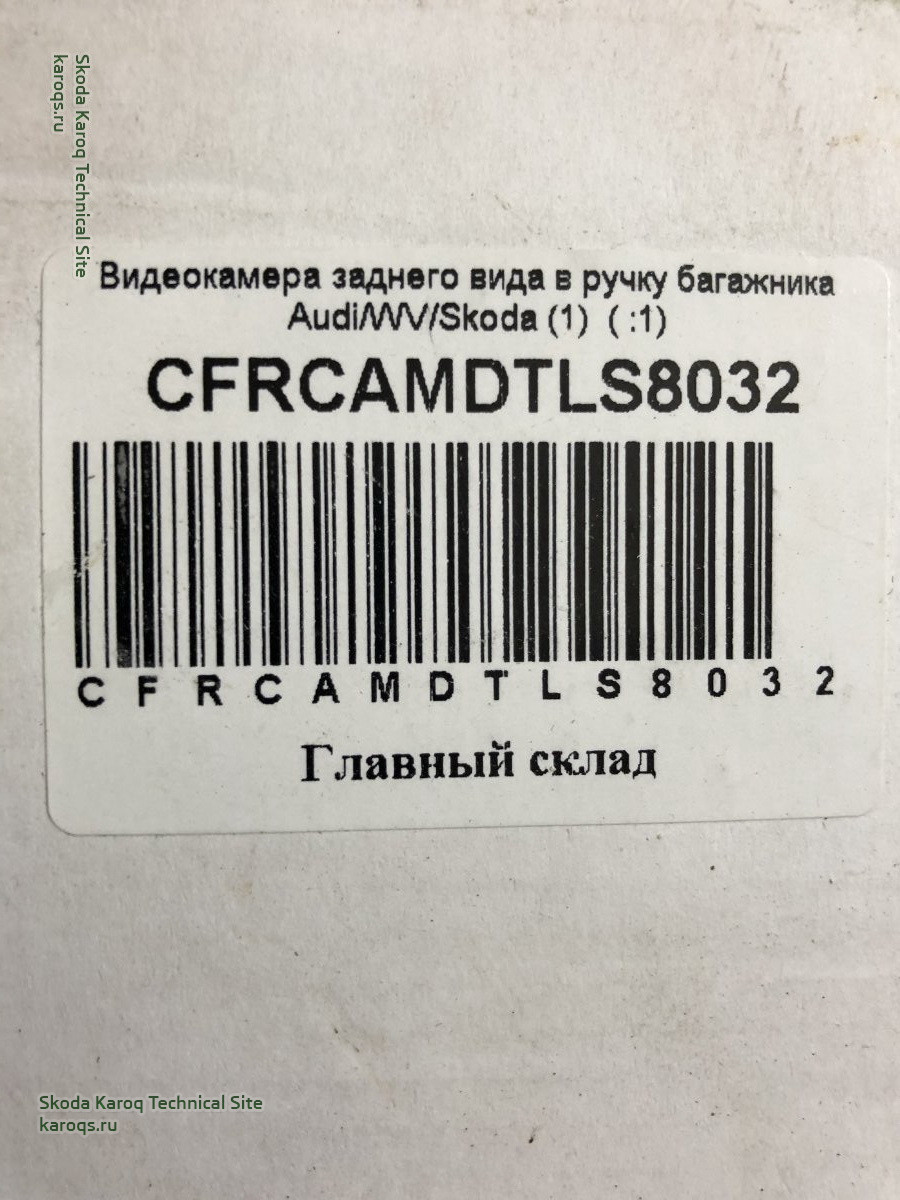 Skoda Karoq Technical Site
karoqs.ru
Видеокамера заднего вида в ручку багажника
Audi/VW/Skoda (1) ( :1)
CFRCAMDTLS8032
C F R C A M D T L S 8 0 3 2
Главный склад
Skoda Karoq Technical Site
karoqs.ru